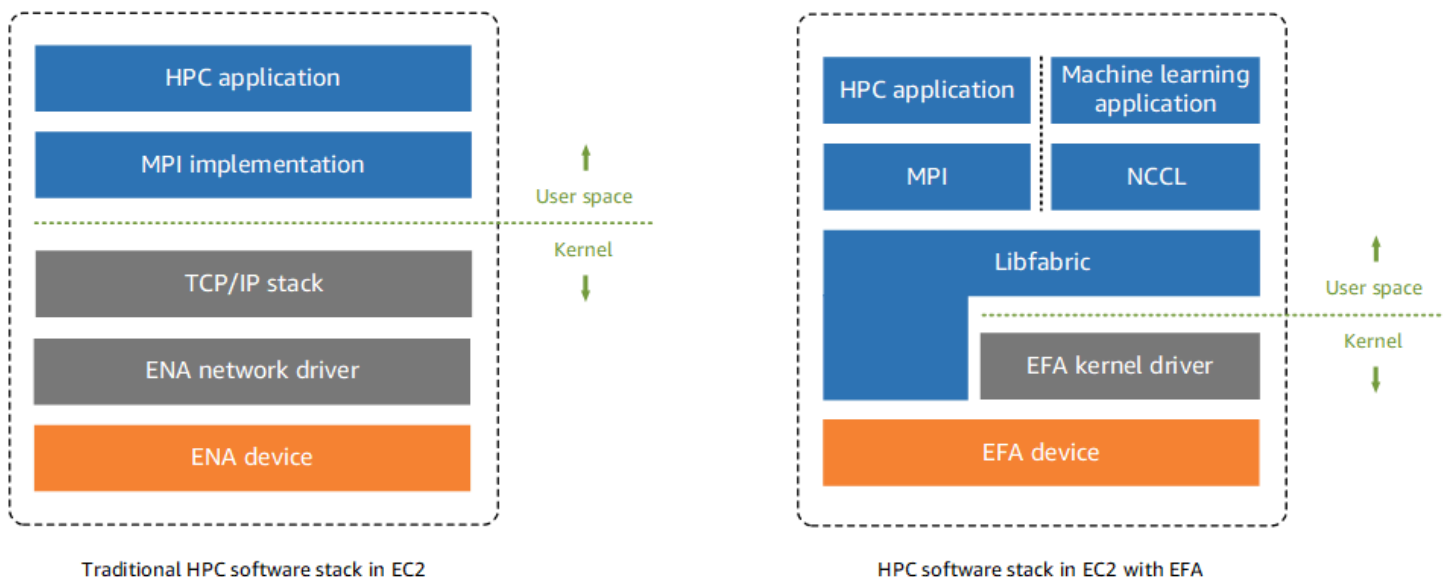 HPC application
MPI implementation
User space
Kernel
TCP/IP stack
ENA network driver
ENA device
Traditional HPC software stack in EC2
HPC application
Machine learning
application
MPI
NCCL
Libfabric
User space
Kernel
EFA kernel driver
EFA device
HPC software stack in EC2 with EFA